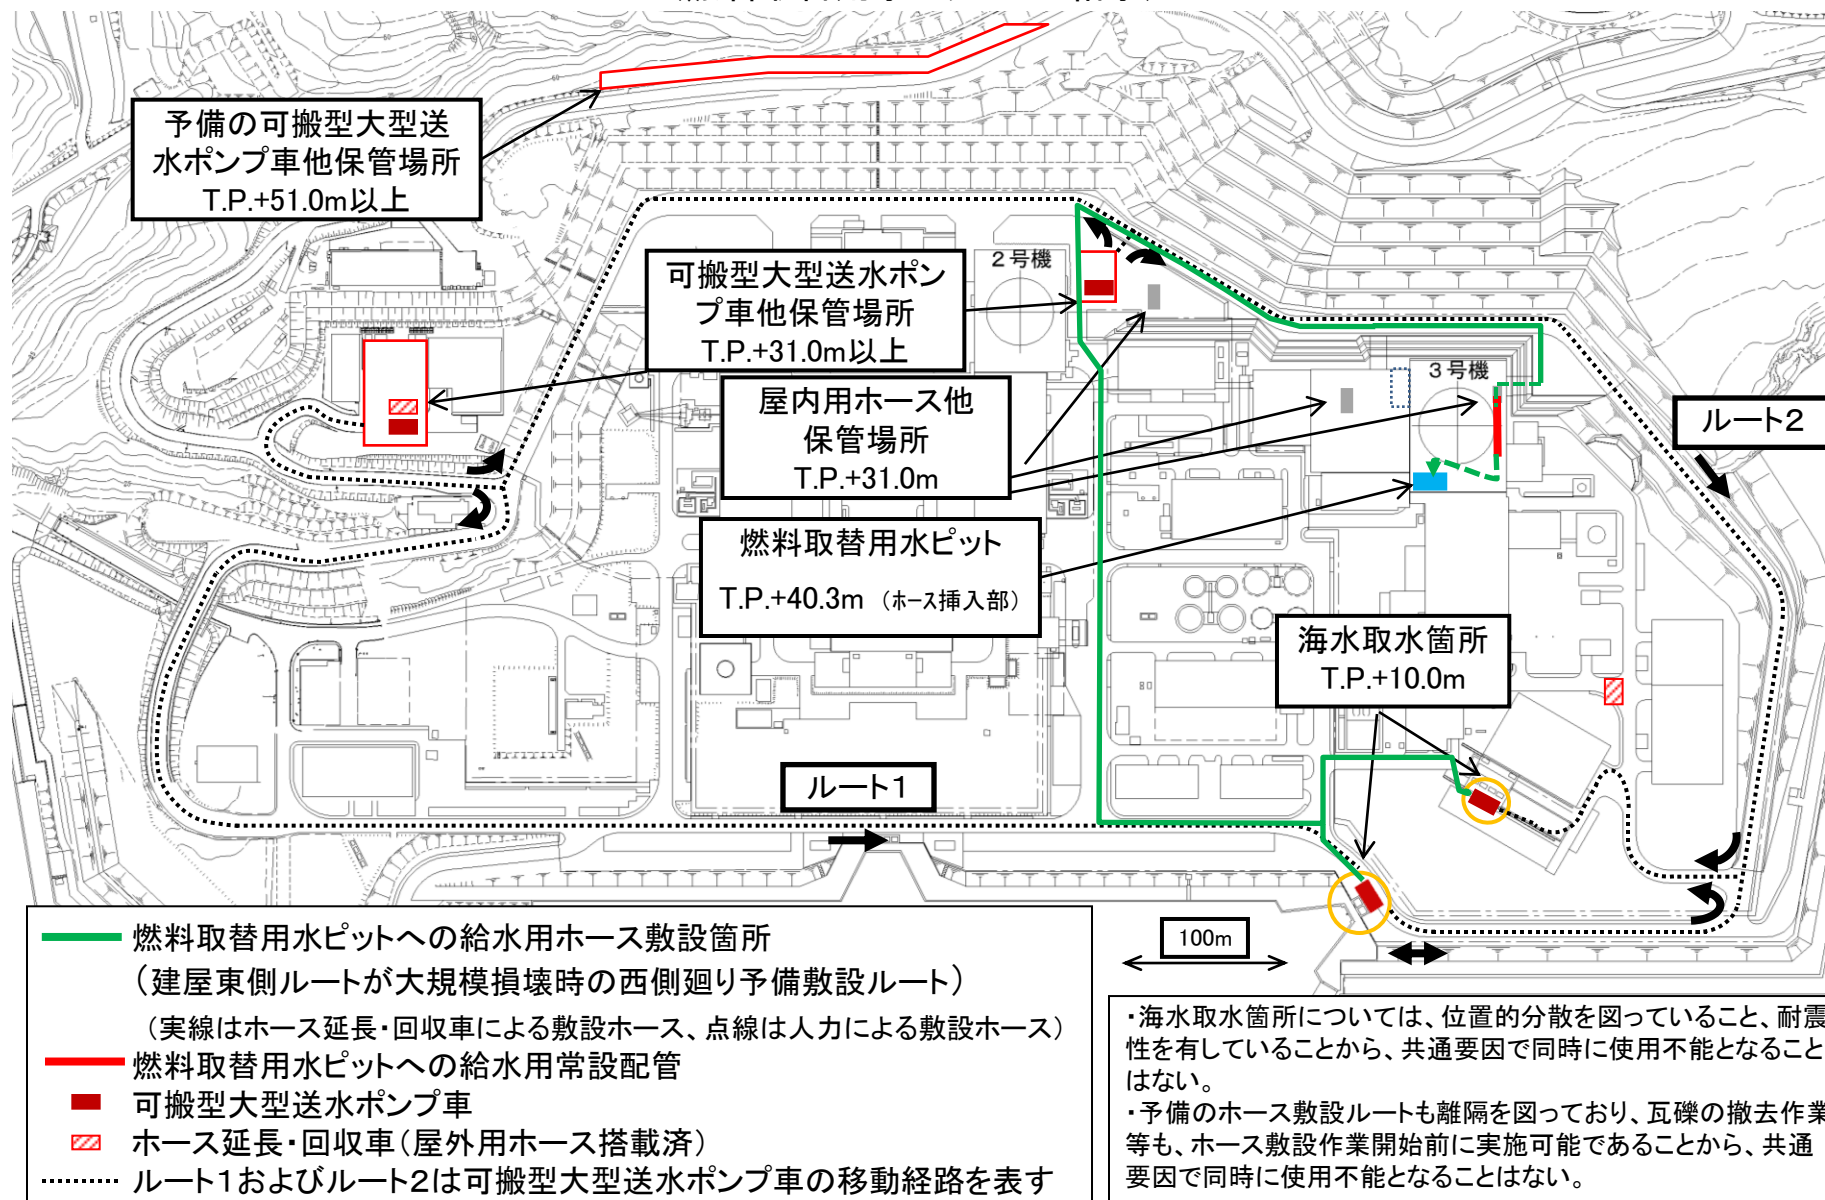 予備の可搬型大型送
水ポンプ車他保管場所
T.P.+51.0m以上
可搬型大型送水ポン
プ車他保管場所
T.P.+31.0m以上
2号機
屋内用ホース他
保管場所
T.P.+31.0m
3号機
ルート2
燃料取替用水ピット
T.P.+40.3m （ホース挿入部）
海水取水箇所
T.P.+10.0m
ルート1
100m
燃料取替用水ピットへの給水用ホース敷設箇所
（建屋東側ルートが大規模損壊時の西側廻り予備敷設ルート）
（実線はホース延長・回収車による敷設ホース、点線は人力による敷設ホース）
燃料取替用水ピットへの給水用常設配管
可搬型大型送水ポンプ車
ホース延長・回収車（屋外用ホース搭載済）
ルート1およびルート2は可搬型大型送水ポンプ車の移動経路を表す
・海水取水箇所については、位置的分散を図っていること、耐震
性を有していることから、共通要因で同時に使用不能となること
はない。
・予備のホース敷設ルートも離隔を図っており、瓦礫の撤去作業
等も、ホース敷設作業開始前に実施可能であることから、共通
要因で同時に使用不能となることはない。